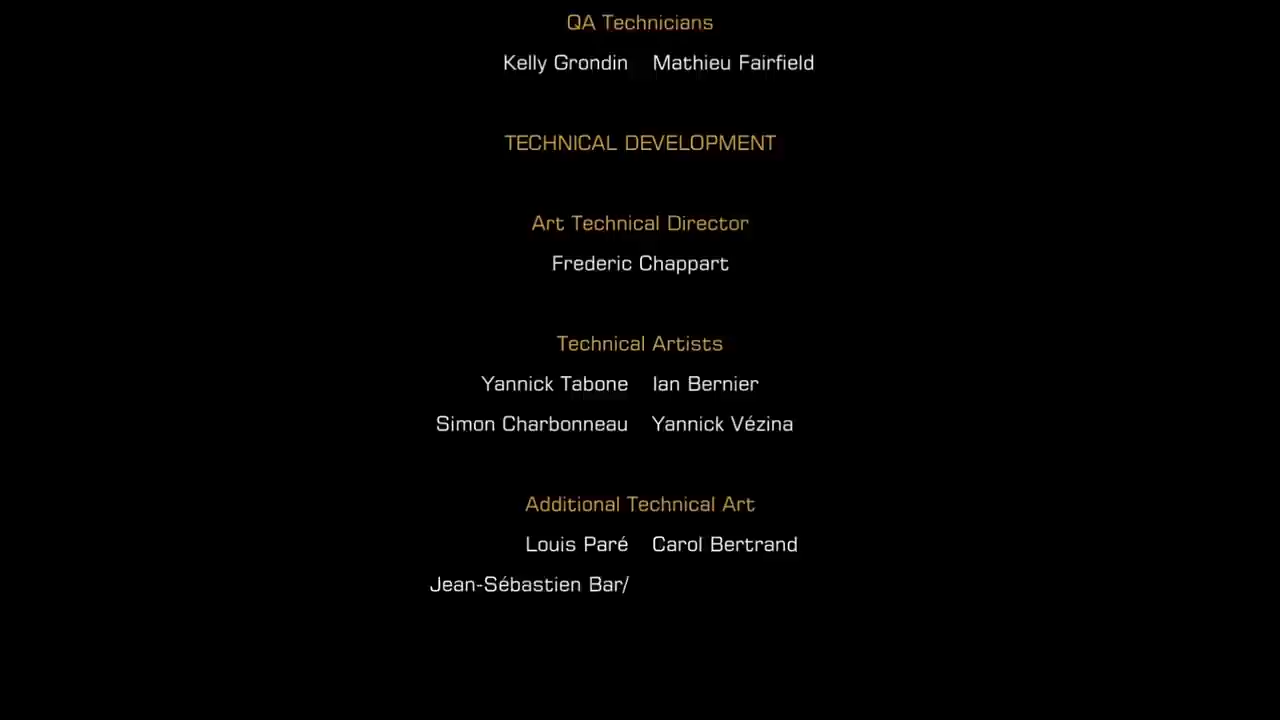 QA Technicians
Kelly Grondin Mathieu Fairfield
TECHNICAL DEVELOPMENT
Art Technical Director
Frederic Chappart
Technical Artists
Yannick Tabone Ian Bernier
Simon Charbonneau Yannick Vézina
Additional Technical Art
Louis Paré Carol Bertrand
Jean-Sébastien Bar/